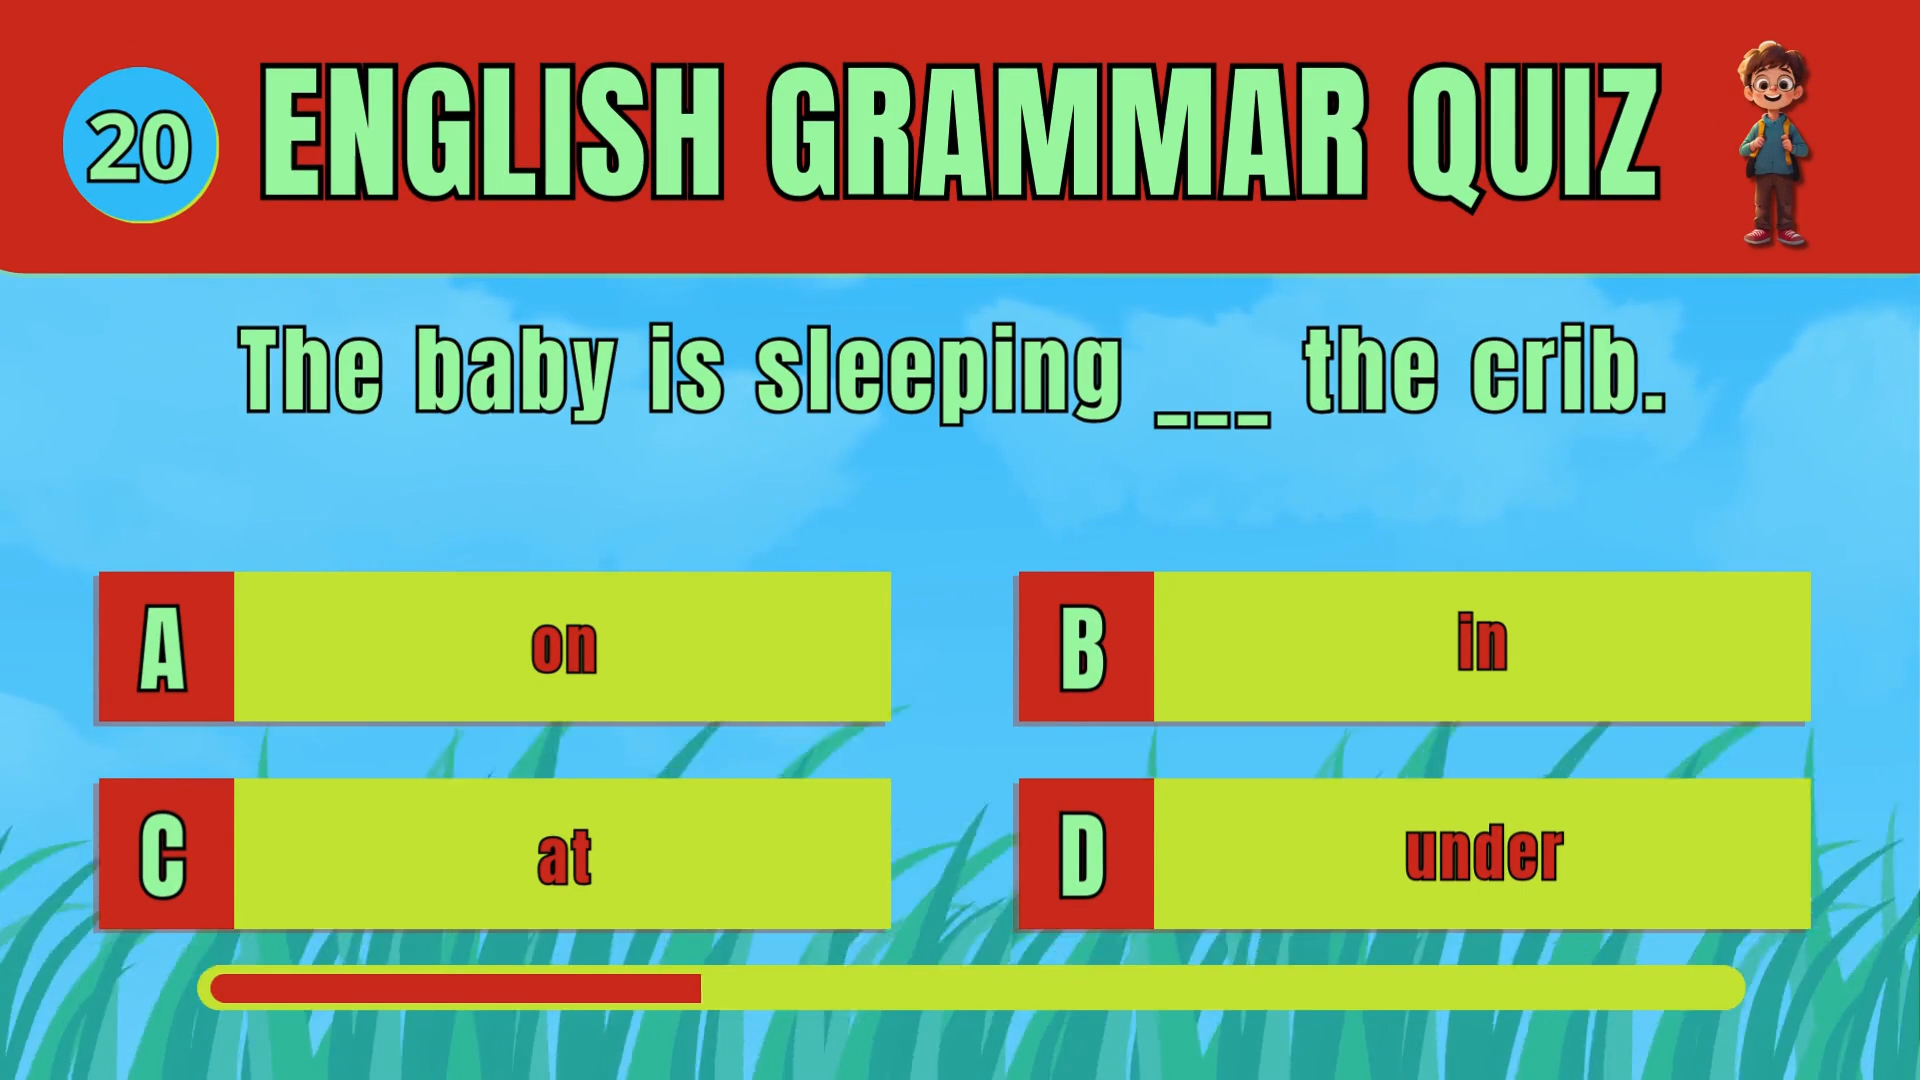 20
ENGLISH GRAMMAR QUIZ
The baby is sleeping ___ the crib.
A
on
B
in
C
at
D
under